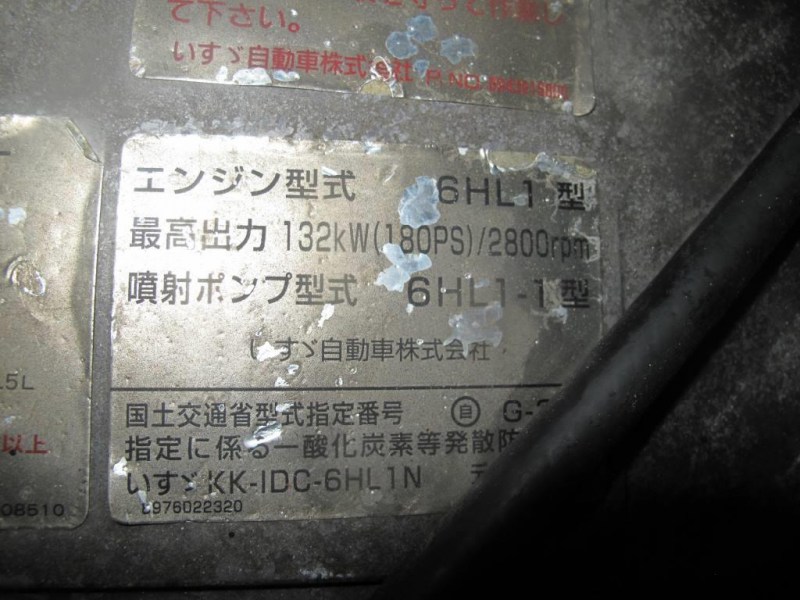 て下さい。
いすゞ自動車株式会社 P.NO.
エンジン型式 6HL1型
最高出力 132kW(180PS)/2800rpm
噴射ポンプ型式 6HL1-1型
いすゞ自動車株式会社
5L
国土交通省型式指定番号 自 G-
指定に係る一酸化炭素等発散防
以上
いすゞKK-IDC-6HL1N
08510
8976022320